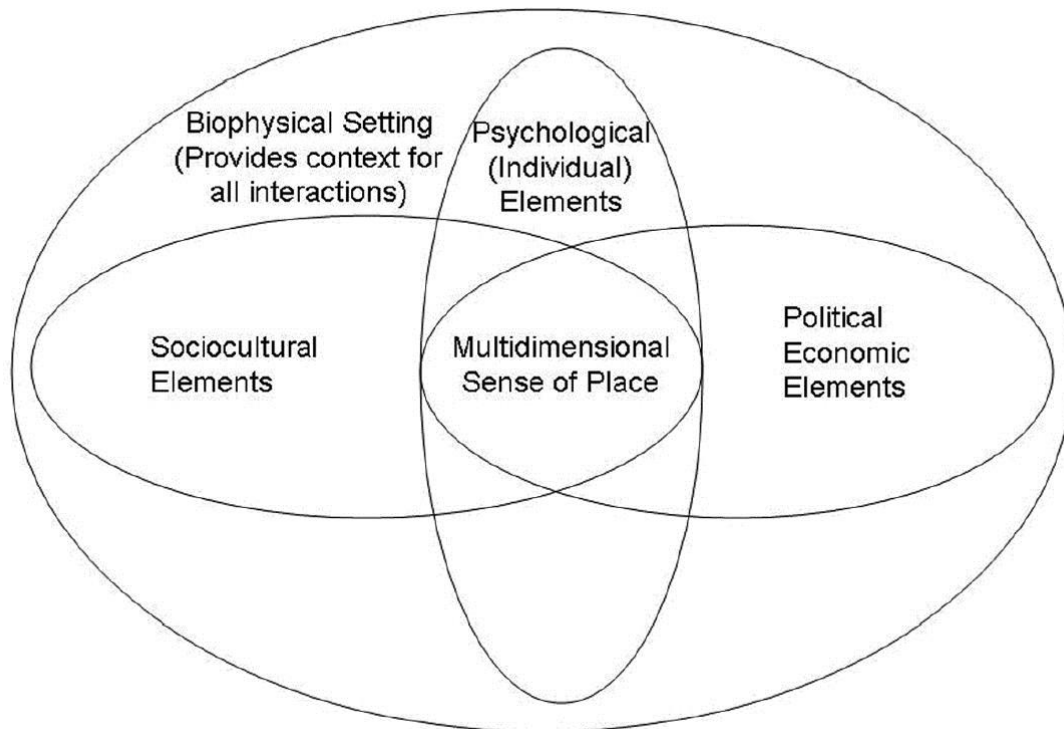 Biophysical Setting
(Provides context for
all interactions)
Psychological
(Individual)
Elements
Sociocultural
Elements
Multidimensional
Sense of Place
Political
Economic
Elements